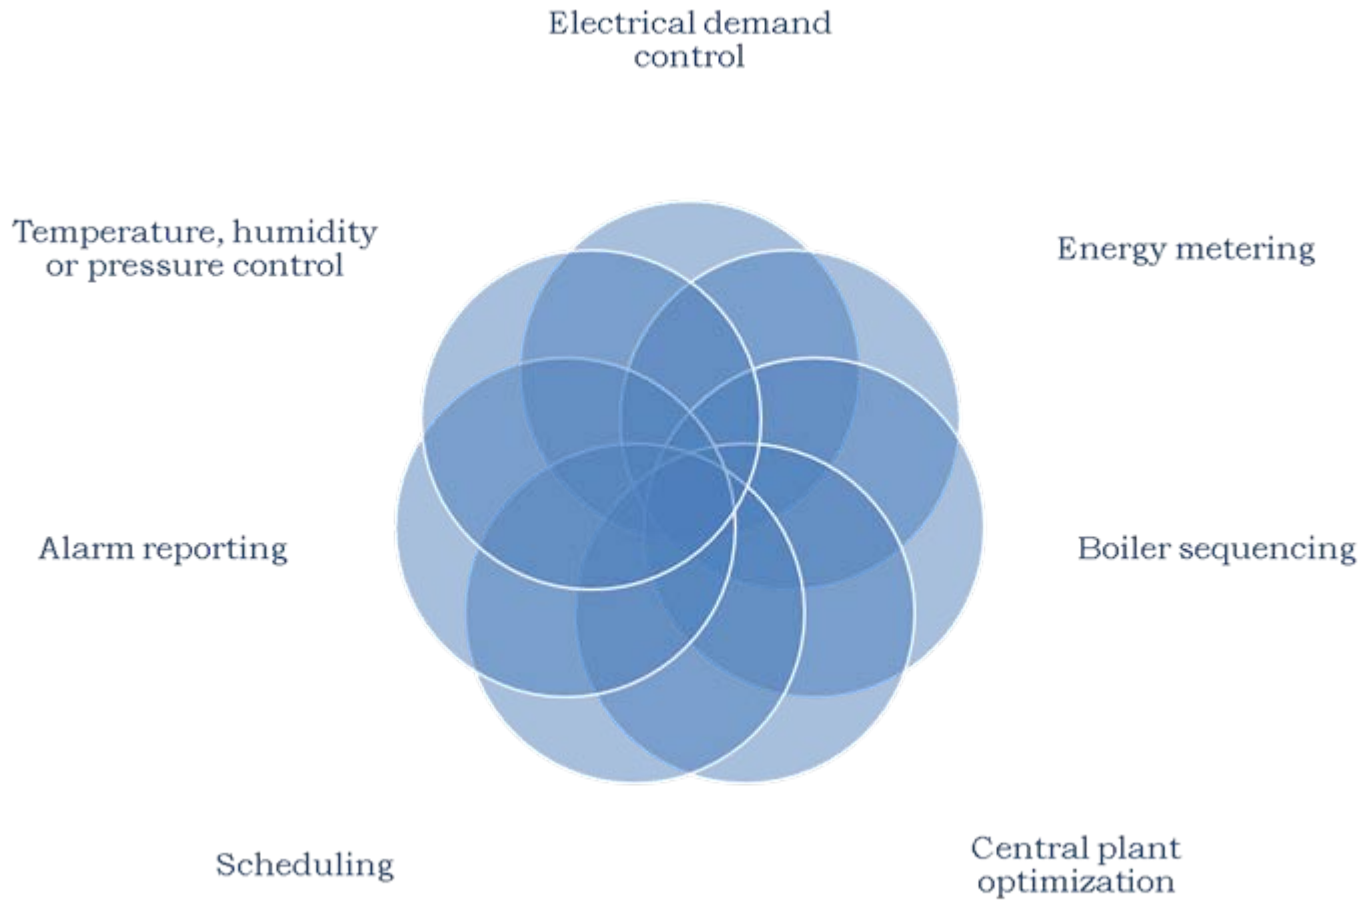 Electrical demand
control
Temperature, humidity
or pressure control
Energy metering
Alarm reporting
Boiler sequencing
Scheduling
Central plant
optimization